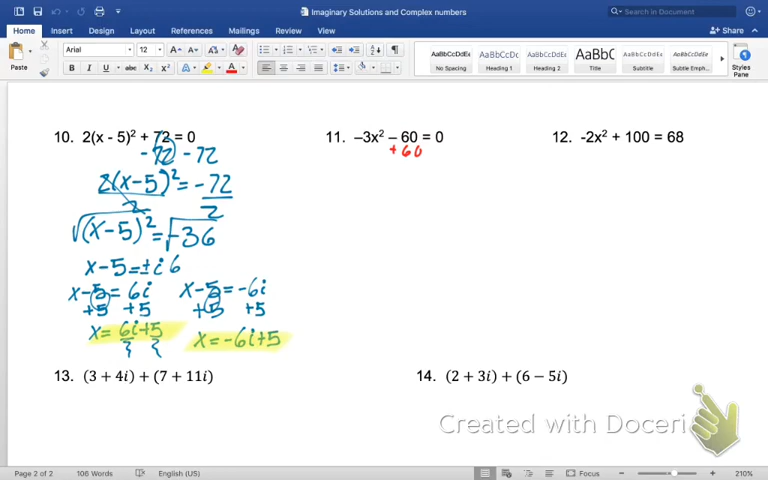 Imaginary Solutions and Complex numbers
Search in Document
Home Insert Design Layout References Mailings Review View
Share
Paste
Arial 12
B I U abc X₂ X²
AaBbCcDdEe AaBbCcDc AaBbCcDdEe AaBbC AaBbCcDdEe AaBbCcDdEe
No Spacing Heading 1 Heading 2 Title Subtitle Subtle Emph...
Styles Pane
10. 2(x - 5)² + 72 = 0
- 72 - 72
2(x - 5)² = -72
2 2
√(x-5)² = √-36
x-5 = ± i 6
x-5 = 6i x-5 = -6i
+5 +5 +5 +5
x = 6i+5 x = -6i+5
11. –3x² – 60 = 0
+60
12. -2x² + 100 = 68
13. (3 + 4i) + (7 + 11i)
14. (2 + 3i) + (6 − 5i)
Created with Doceri
Page 2 of 2 106 Words English (US) Focus 210%